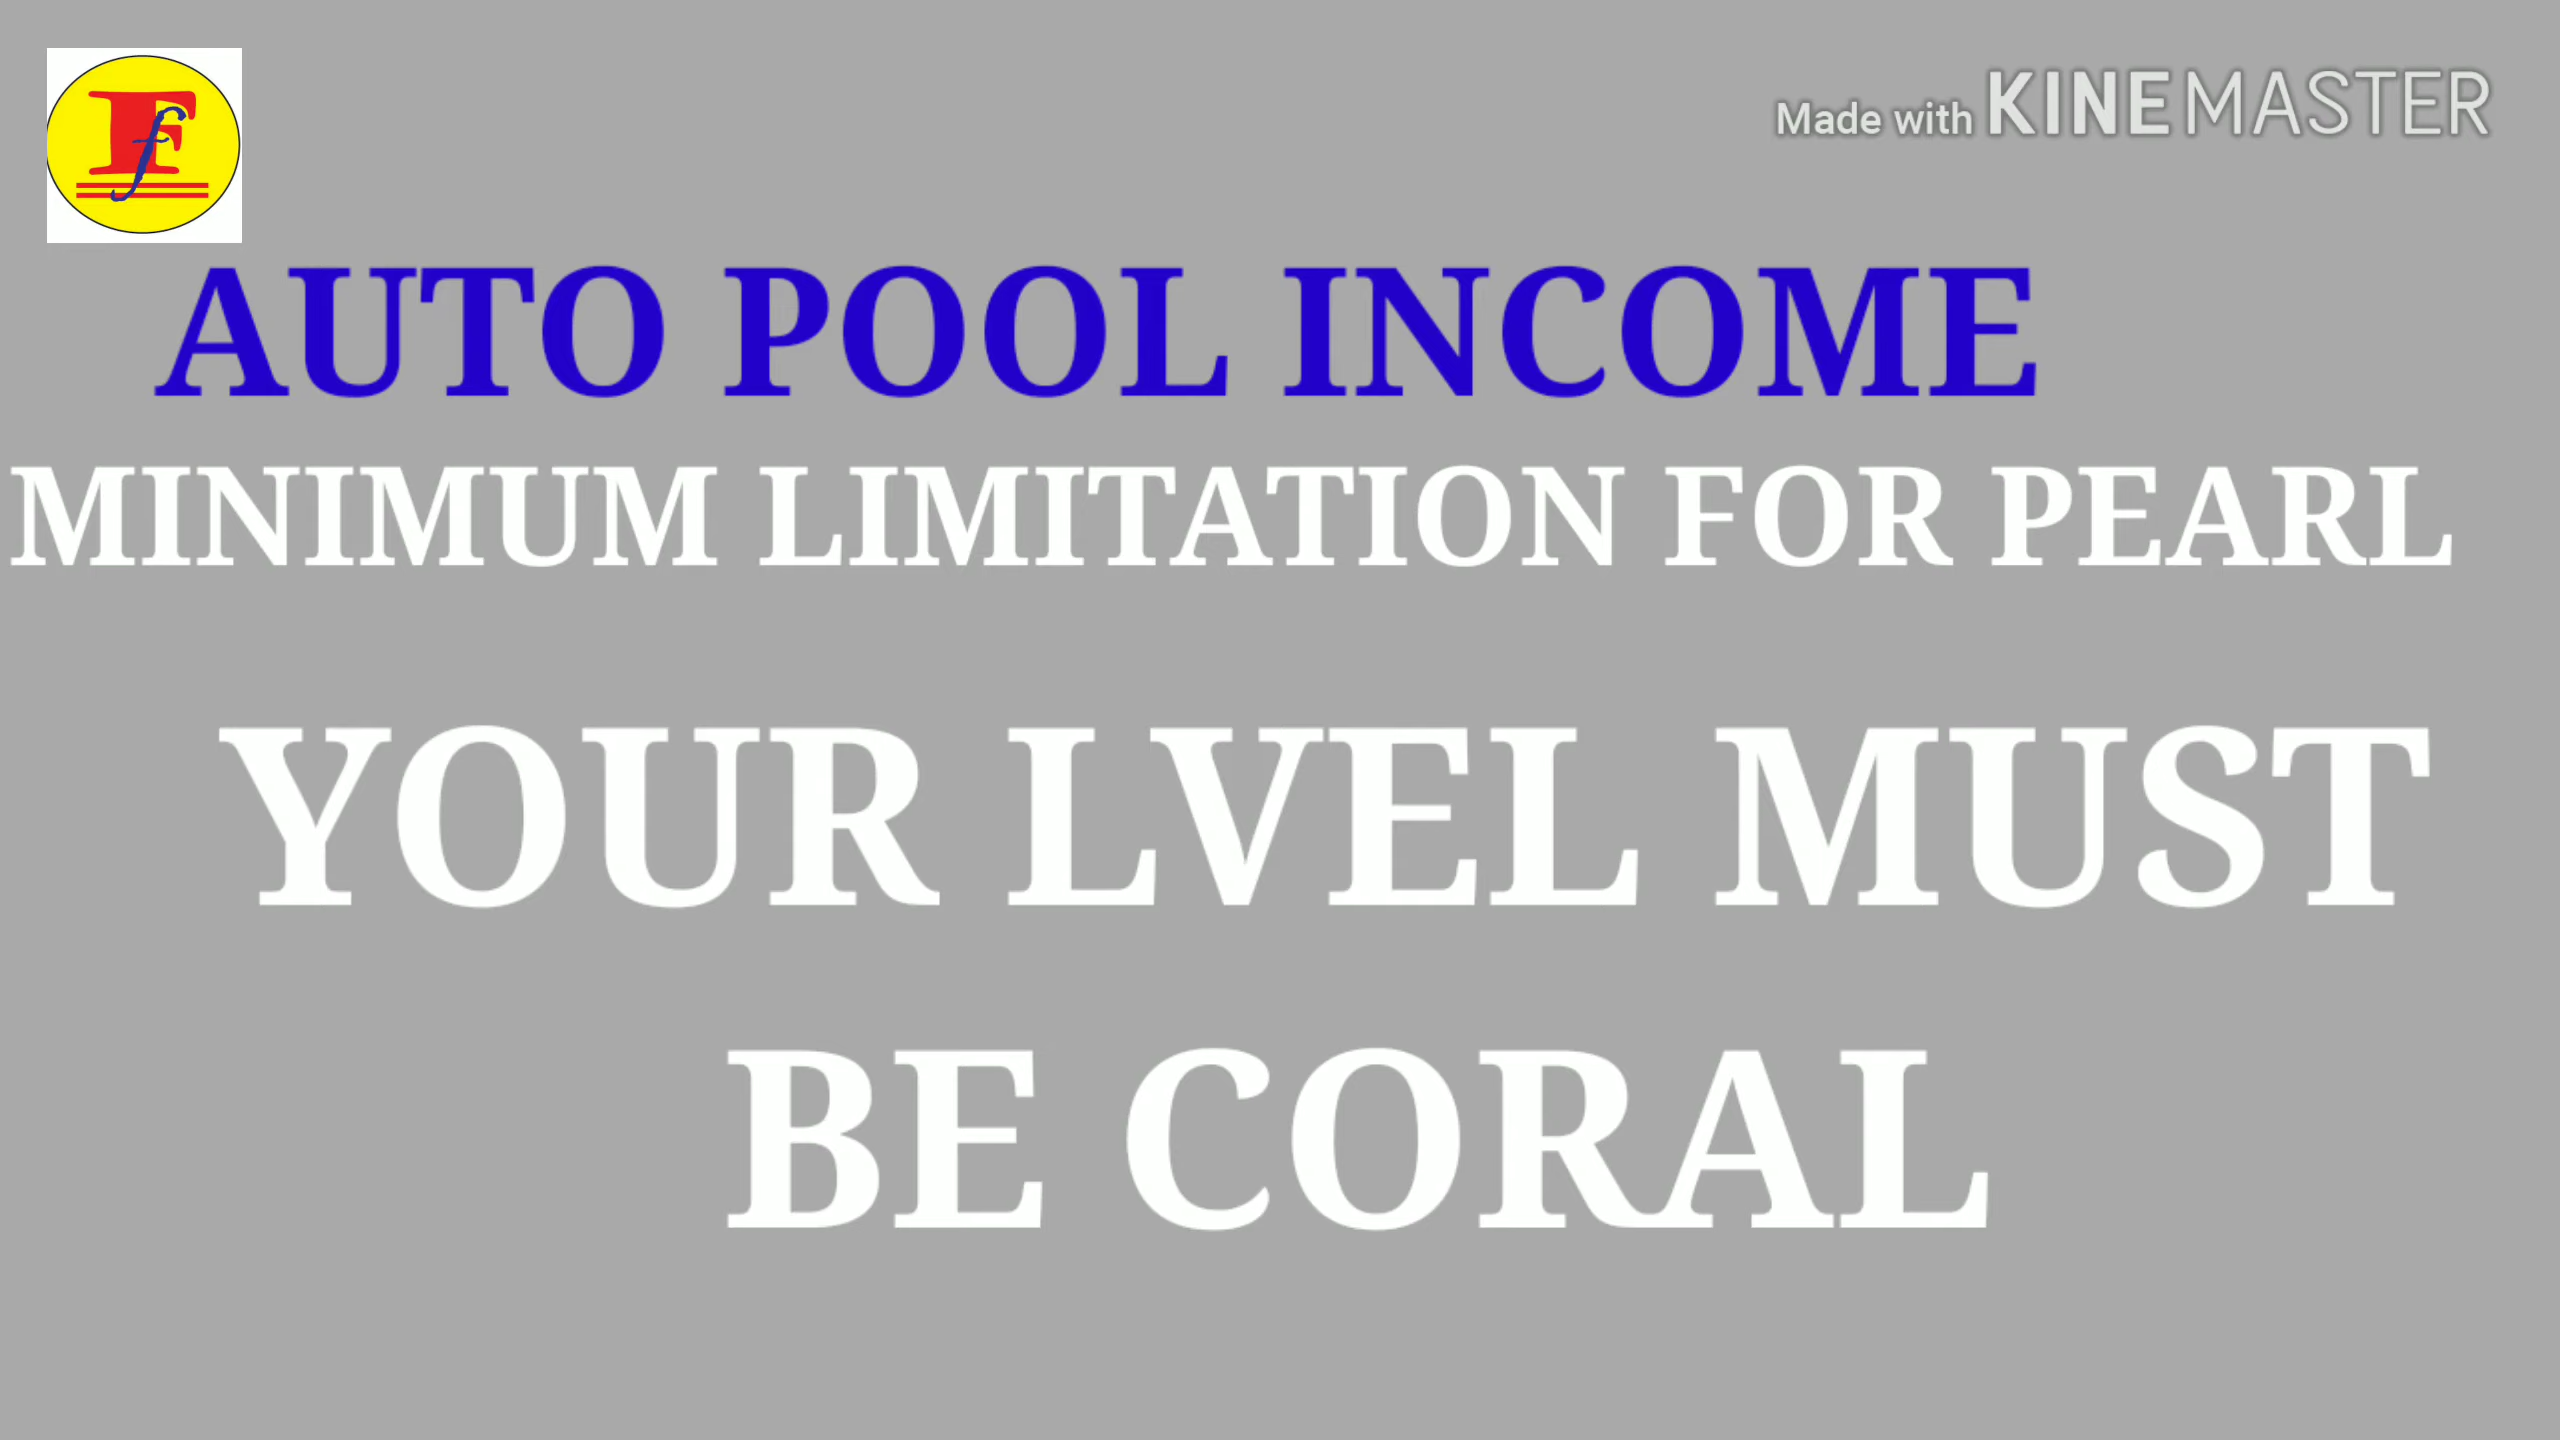 F f
Made with KINEMASTER
AUTO POOL INCOME
MINIMUM LIMITATION FOR PEARL
YOUR LVEL MUST
BE CORAL